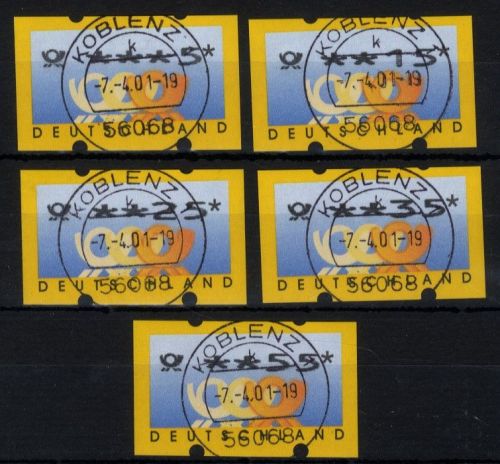 KOBLENZ KOBLENZ
k k
***5* **15*
-7.-4.01-19 -7.-4.01-19
56068 56068
DEUTSCHLAND DEUTSCHLAND
KOBLENZ KOBLENZ
k k
**25* **35*
-7.-4.01-19 -7.-4.01-19
DEUTSCHLAND DEUTSCHLAND
56068 56068
KOBLENZ
k
**55*
-7.-4.01-19
DEUTSCHLAND
56068